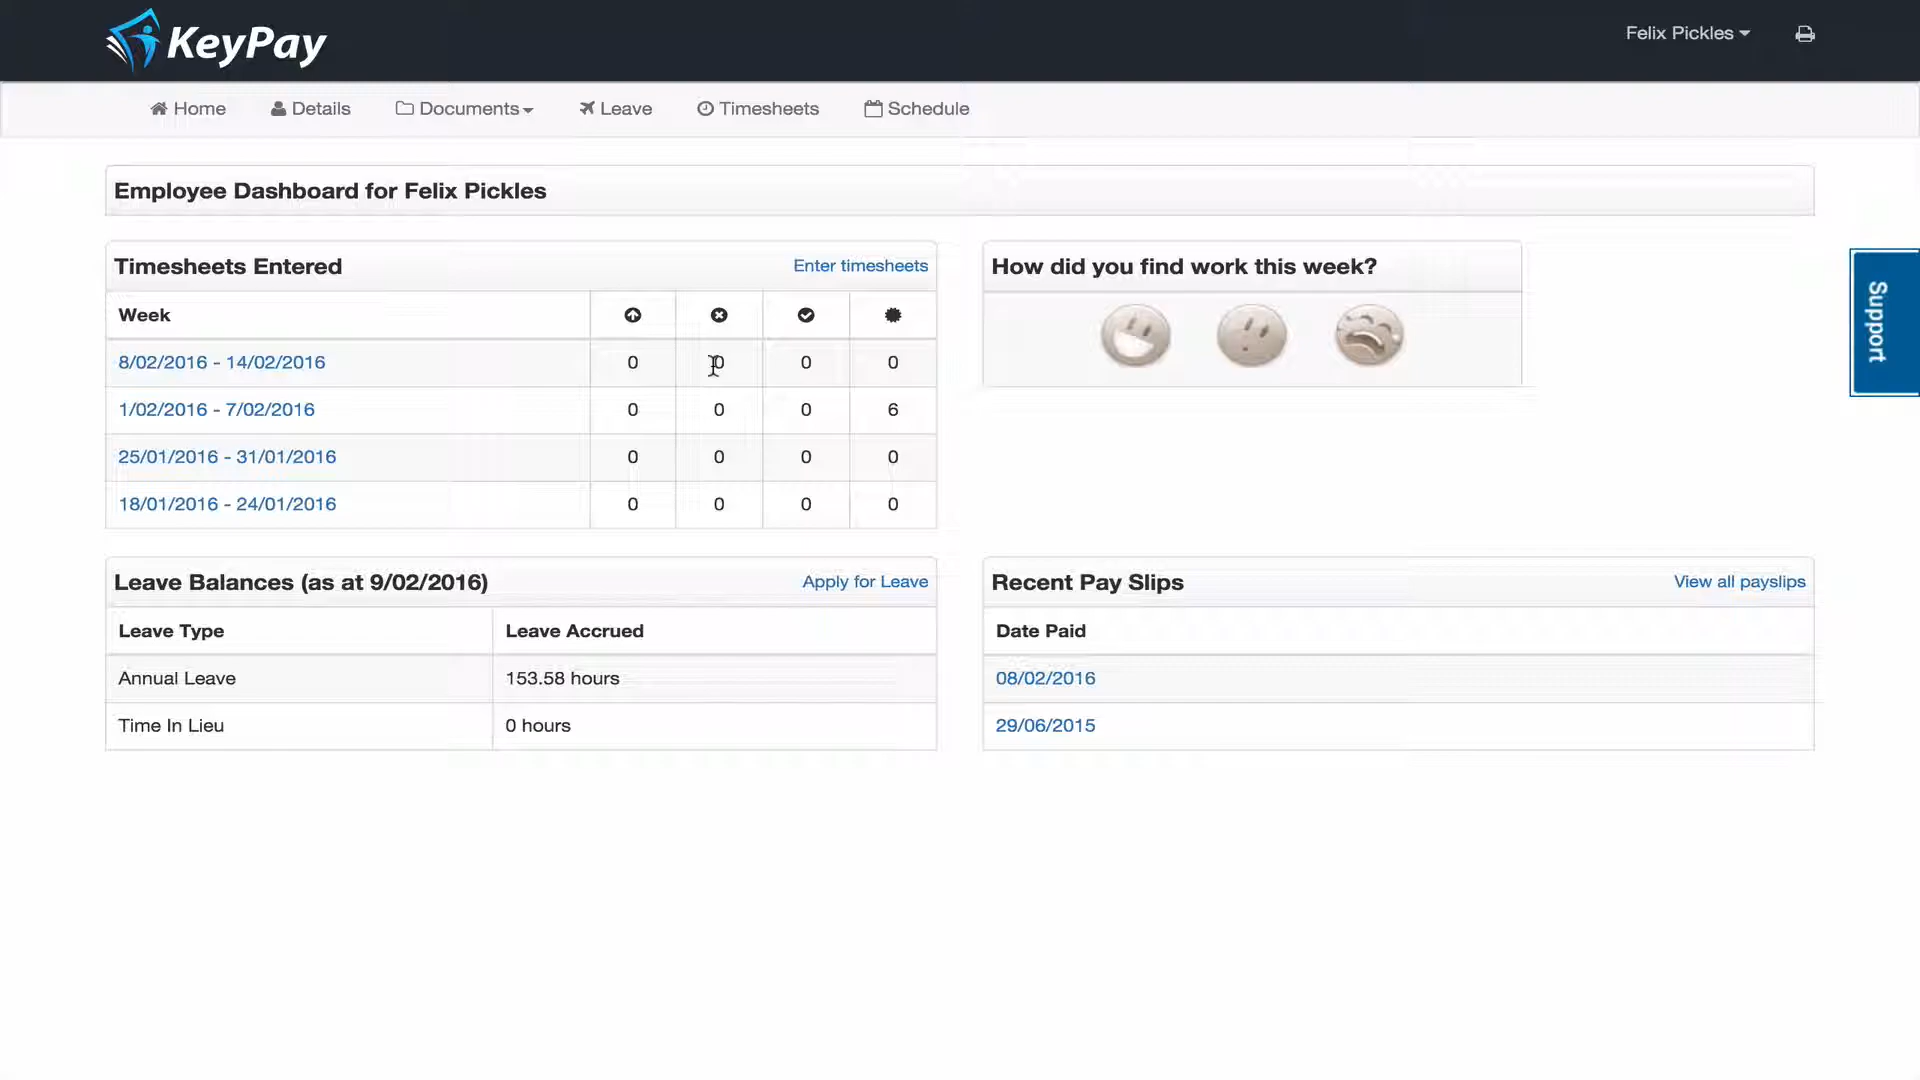 KeyPay
Felix Pickles
Home Details Documents Leave Timesheets Schedule
Employee Dashboard for Felix Pickles
Timesheets Entered Enter timesheets
Week
8/02/2016 - 14/02/2016 0 0 0 0
1/02/2016 - 7/02/2016 0 0 0 6
25/01/2016 - 31/01/2016 0 0 0 0
18/01/2016 - 24/01/2016 0 0 0 0
How did you find work this week?
Support
Leave Balances (as at 9/02/2016) Apply for Leave
Leave Type Leave Accrued
Annual Leave 153.58 hours
Time In Lieu 0 hours
Recent Pay Slips View all payslips
Date Paid
08/02/2016
29/06/2015